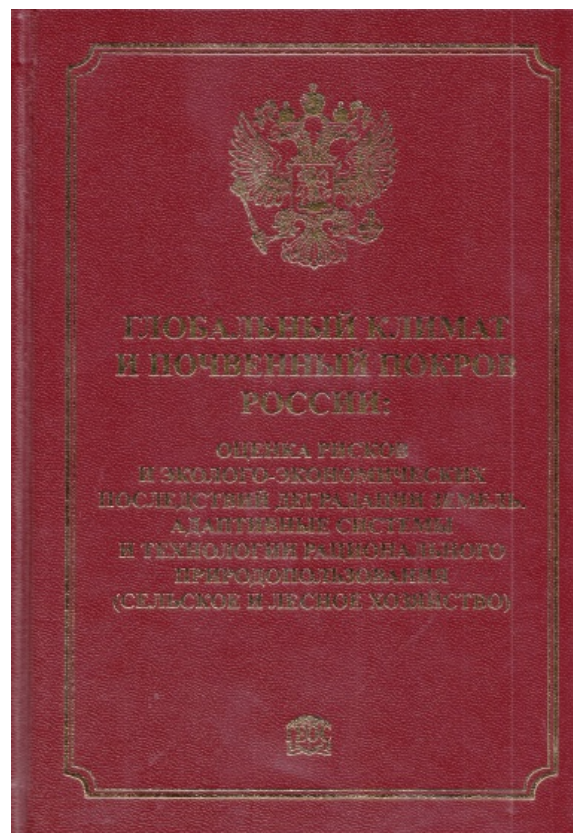 ГЛОБАЛЬНЫЙ КЛИМАТ
И ПОЧВЕННЫЙ ПОКРОВ
РОССИИ:
ОЦЕНКА РИСКОВ
И ЭКОЛОГО-ЭКОНОМИЧЕСКИХ
ПОСЛЕДСТВИЙ ДЕГРАДАЦИИ ЗЕМЕЛЬ.
АДАПТИВНЫЕ СИСТЕМЫ
И ТЕХНОЛОГИИ РАЦИОНАЛЬНОГО
ПРИРОДОПОЛЬЗОВАНИЯ
(СЕЛЬСКОЕ И ЛЕСНОЕ ХОЗЯЙСТВО)